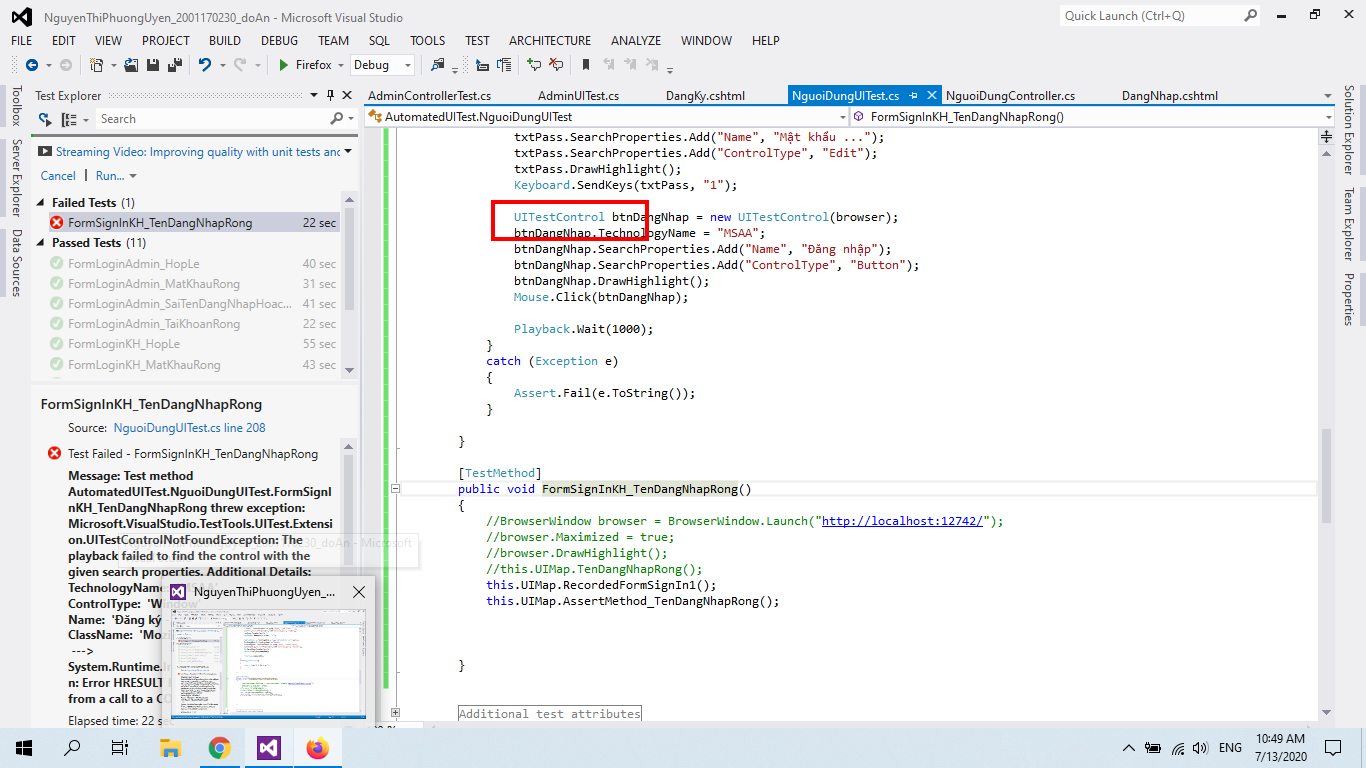 NguyenThiPhuongUyen_2001170230_doAn - Microsoft Visual Studio
Quick Launch (Ctrl+Q)
FILE EDIT VIEW PROJECT BUILD DEBUG TEAM SQL TOOLS TEST ARCHITECTURE ANALYZE WINDOW HELP
Firefox Debug
Toolbox
Server Explorer
Data Sources
Test Explorer
Search
Streaming Video: Improving quality with unit tests and
Cancel | Run...
Failed Tests (1)
FormSignInKH_TenDangNhapRong 22 sec
Passed Tests (11)
FormLoginAdmin_HopLe 40 sec
FormLoginAdmin_MatKhauRong 31 sec
FormLoginAdmin_SaiTenDangNhapHoac... 41 sec
FormLoginAdmin_TaiKhoanRong 22 sec
FormLoginKH_HopLe 55 sec
FormLoginKH_MatKhauRong 43 sec
FormSignInKH_TenDangNhapRong
Source: NguoiDungUITest.cs line 208
Test Failed - FormSignInKH_TenDangNhapRong
Message: Test method
AutomatedUITest.NguoiDungUITest.FormSignI
nKH_TenDangNhapRong threw exception:
Microsoft.VisualStudio.TestTools.UITest.Extensi
on.UITestControlNotFoundException: The
playback failed to find the control with the
given search properties. Additional Details:
TechnologyName:
ControlType: 'Window'
Name: 'Đăng ký
ClassName: 'Moz
--->
System.Runtime.In
n: Error HRESULT
from a call to a CO
Elapsed time: 22 sec
NguyenThiPhuongUyen_...
AdminControllerTest.cs AdminUITest.cs DangKy.cshtml NguoiDungUITest.cs NguoiDungController.cs DangNhap.cshtml
AutomatedUITest.NguoiDungUITest FormSignInKH_TenDangNhapRong()
txtPass.SearchProperties.Add("Name", "Mật khẩu ...");
txtPass.SearchProperties.Add("ControlType", "Edit");
txtPass.DrawHighlight();
Keyboard.SendKeys(txtPass, "1");
UITestControl btnDangNhap = new UITestControl(browser);
btnDangNhap.TechnologyName = "MSAA";
btnDangNhap.SearchProperties.Add("Name", "Đăng nhập");
btnDangNhap.SearchProperties.Add("ControlType", "Button");
btnDangNhap.DrawHighlight();
Mouse.Click(btnDangNhap);
Playback.Wait(1000);
}
catch (Exception e)
{
Assert.Fail(e.ToString());
}
}
[TestMethod]
public void FormSignInKH_TenDangNhapRong()
{
//BrowserWindow browser = BrowserWindow.Launch("http://localhost:12742/");
//browser.Maximized = true;
//browser.DrawHighlight();
//this.UIMap.TenDangNhapRong();
this.UIMap.RecordedFormSignIn1();
this.UIMap.AssertMethod_TenDangNhapRong();
}
Additional test attributes
Solution Explorer
Team Explorer
Properties
ENG
10:49 AM
7/13/2020